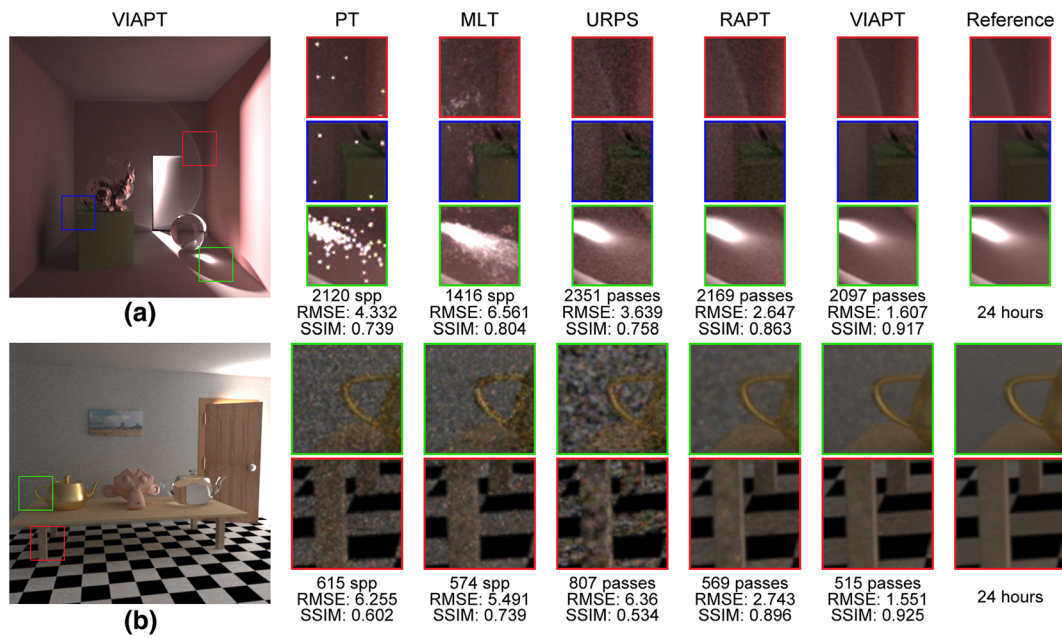 VIAPT PT MLT URPS RAPT VIAPT Reference
2120 spp 1416 spp 2351 passes 2169 passes 2097 passes
RMSE: 4.332 RMSE: 6.561 RMSE: 3.639 RMSE: 2.647 RMSE: 1.607 24 hours
(a) SSIM: 0.739 SSIM: 0.804 SSIM: 0.758 SSIM: 0.863 SSIM: 0.917
615 spp 574 spp 807 passes 569 passes 515 passes
RMSE: 6.255 RMSE: 5.491 RMSE: 6.36 RMSE: 2.743 RMSE: 1.551 24 hours
(b) SSIM: 0.602 SSIM: 0.739 SSIM: 0.534 SSIM: 0.896 SSIM: 0.925